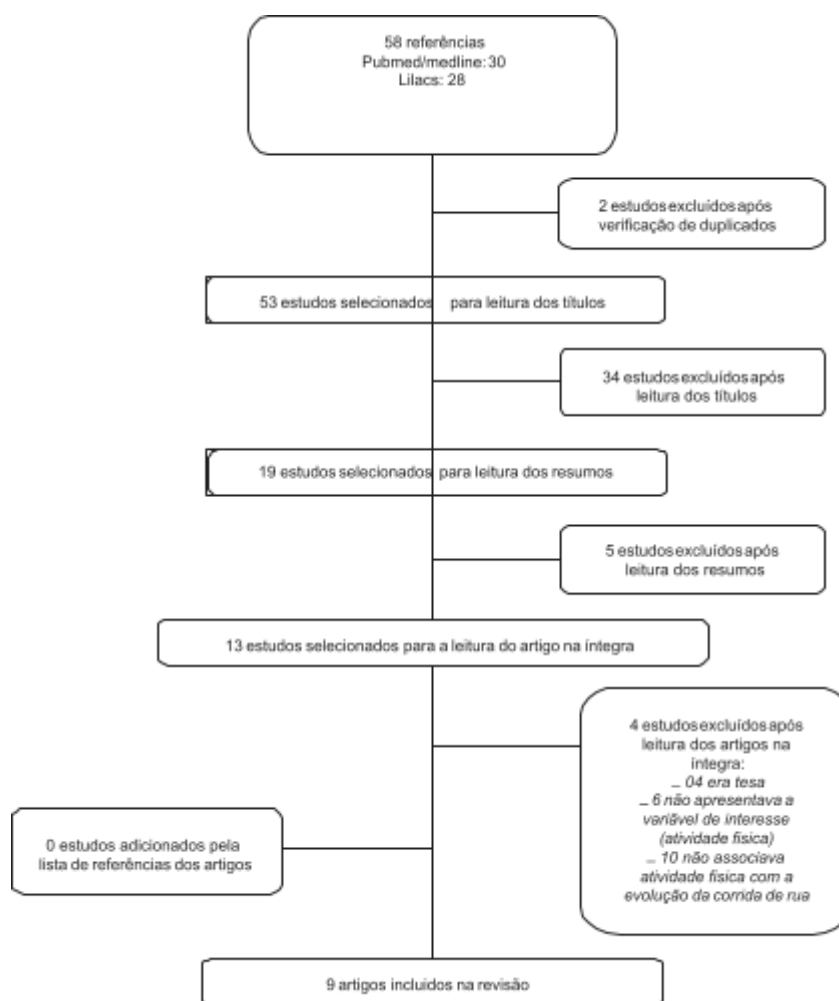 58 referências
Pubmed/medline: 30
Lilacs: 28
2 estudos excluídos após
verificação de duplicados
53 estudos selecionados para leitura dos títulos
34 estudos excluídos após
leitura dos títulos
19 estudos selecionados para leitura dos resumos
5 estudos excluídos após
leitura dos resumos
13 estudos selecionados para a leitura do artigo na íntegra
4 estudos excluídos após
leitura dos artigos na
íntegra:
_ 04 era tesa
_ 6 não apresentava a
variável de interesse
(atividade física)
_ 10 não associava
atividade física com a
evolução da corrida de rua
0 estudos adicionados pela
lista de referências dos artigos
9 artigos incluidos na revisão